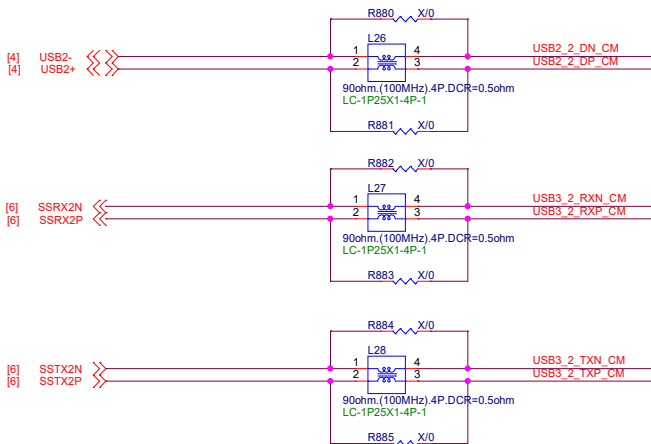 R880 X/0
L26
1 4
[4] USB2- USB2_2_DN_CM
2 3
[4] USB2+ USB2_2_DP_CM
90ohm.(100MHz).4P.DCR=0.5ohm
LC-1P25X1-4P-1
R881 X/0
R882 X/0
L27
1 4
[6] SSRX2N USB3_2_RXN_CM
2 3
[6] SSRX2P USB3_2_RXP_CM
90ohm.(100MHz).4P.DCR=0.5ohm
LC-1P25X1-4P-1
R883 X/0
R884 X/0
L28
1 4
[6] SSTX2N USB3_2_TXN_CM
2 3
[6] SSTX2P USB3_2_TXP_CM
90ohm.(100MHz).4P.DCR=0.5ohm
LC-1P25X1-4P-1
R885 X/0